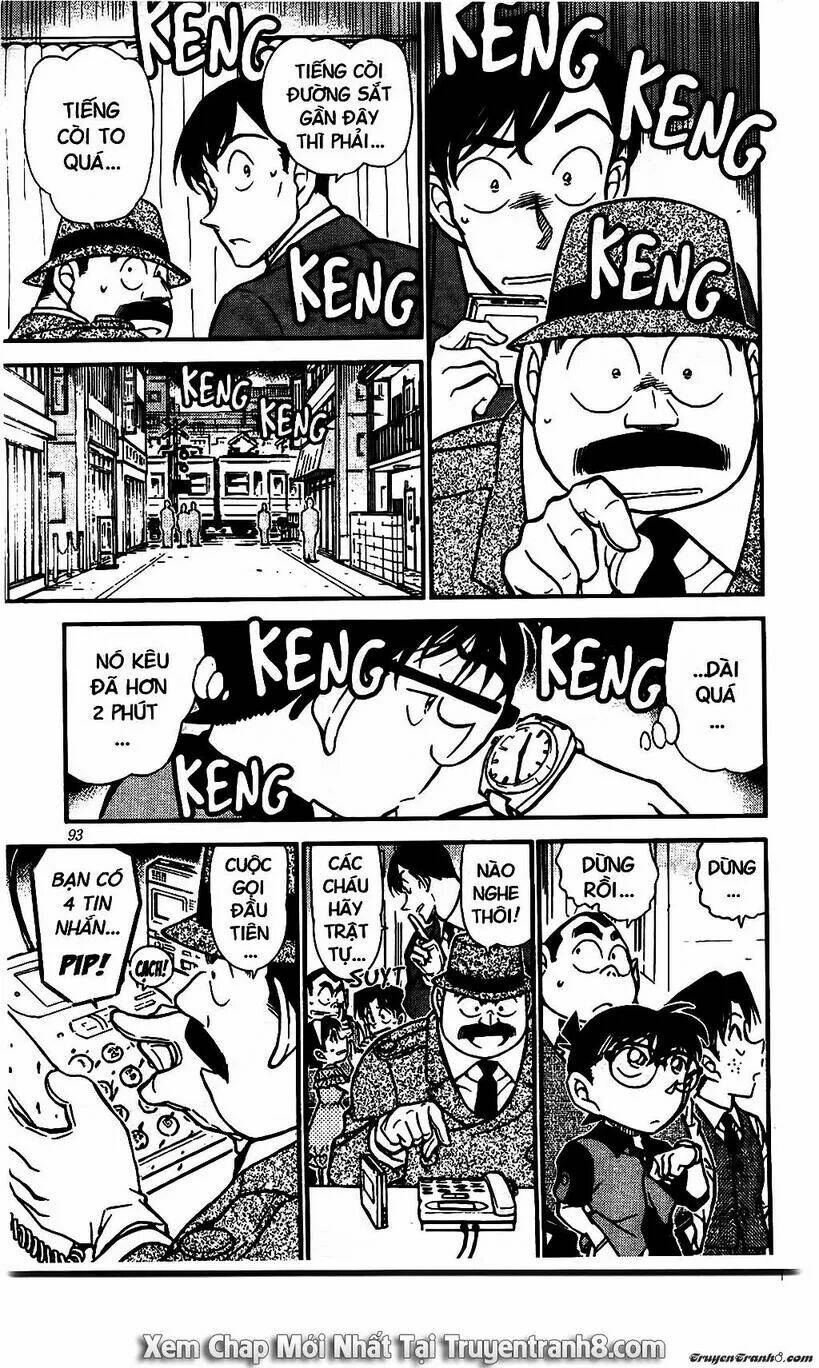 KENG
KENG
KENG
TIẾNG CÒI
ĐƯỜNG SẮT
GẦN ĐÂY
THÌ PHẢI...
TIẾNG
CÒI TO
QUÁ...
KENG
KENG
KENG
KENG
...DÀI
QUÁ
...
NÓ KÊU
ĐÃ HƠN
2 PHÚT
...
KENG
KENG
KENG
93
BẠN CÓ
4 TIN
NHẮN...
PIP!
CẠCH!
CUỘC
GỌI
ĐẦU
TIÊN
...
CÁC
CHÁU
HÃY
TRẬT
TỰ...
SUỴT
NÀO
NGHE
THÔI!
DỪNG
RỒI...
DỪNG
...
Xem Chap Mới Nhất Tại Truyentranh8.com
TruyenTranh8.com